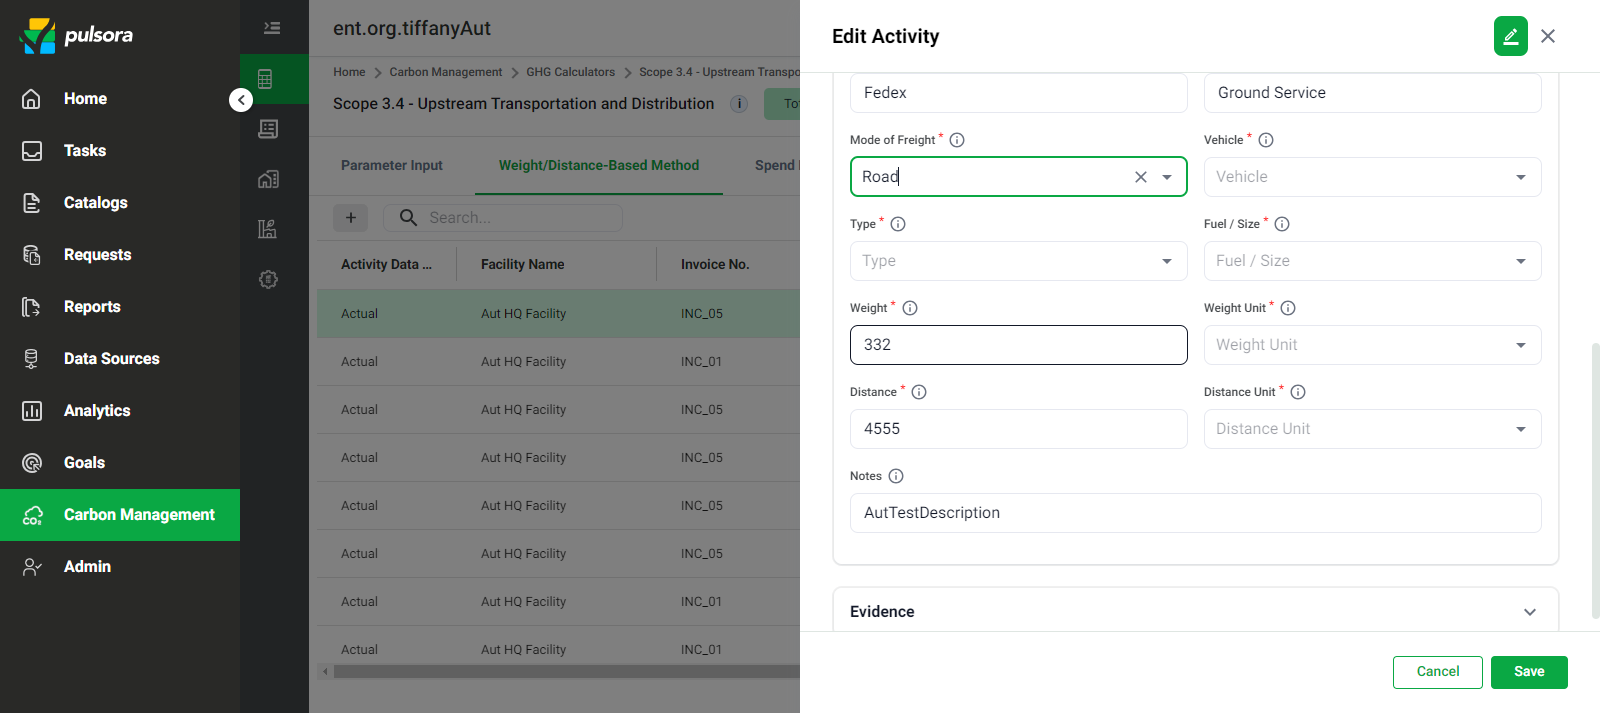 pulsora
Home
Tasks
Catalogs
Requests
Reports
Data Sources
Analytics
Goals
Carbon Management
Admin
ent.org.tiffanyAut
Home > Carbon Management > GHG Calculators > Scope 3.4 - Upstream Transpo
Scope 3.4 - Upstream Transportation and Distribution i To
Parameter Input Weight/Distance-Based Method Spend
+ Search...
Activity Data ... Facility Name Invoice No.
Actual Aut HQ Facility INC_05
Actual Aut HQ Facility INC_01
Actual Aut HQ Facility INC_05
Actual Aut HQ Facility INC_05
Actual Aut HQ Facility INC_05
Actual Aut HQ Facility INC_05
Actual Aut HQ Facility INC_01
Actual Aut HQ Facility INC_01
Edit Activity
Fedex Ground Service
Mode of Freight * Vehicle *
Road Vehicle
Type * Fuel / Size *
Type Fuel / Size
Weight * Weight Unit *
332 Weight Unit
Distance * Distance Unit *
4555 Distance Unit
Notes
AutTestDescription
Evidence
Cancel Save